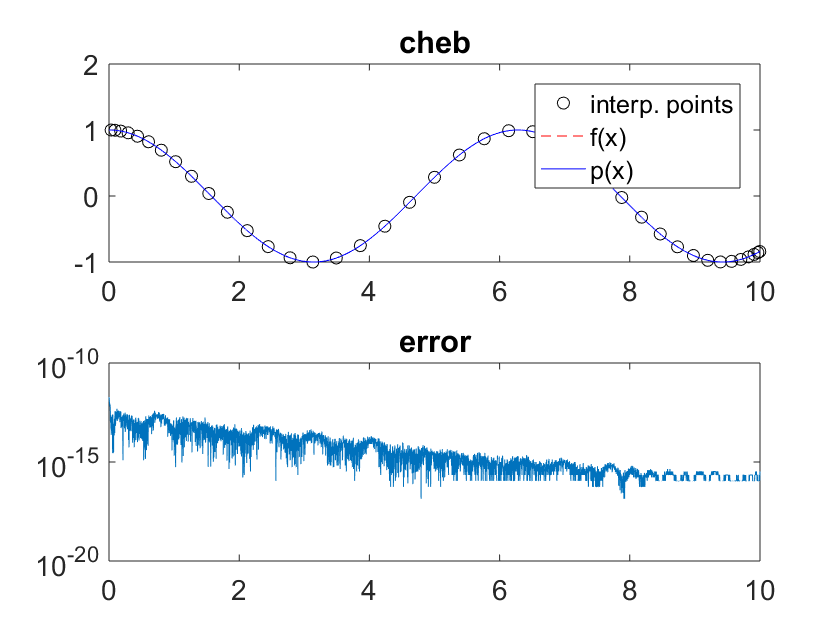 cheb
2
1
0
-1
0 2 4 6 8 10
interp. points
f(x)
p(x)
error
10^-10
10^-15
10^-20
0 2 4 6 8 10